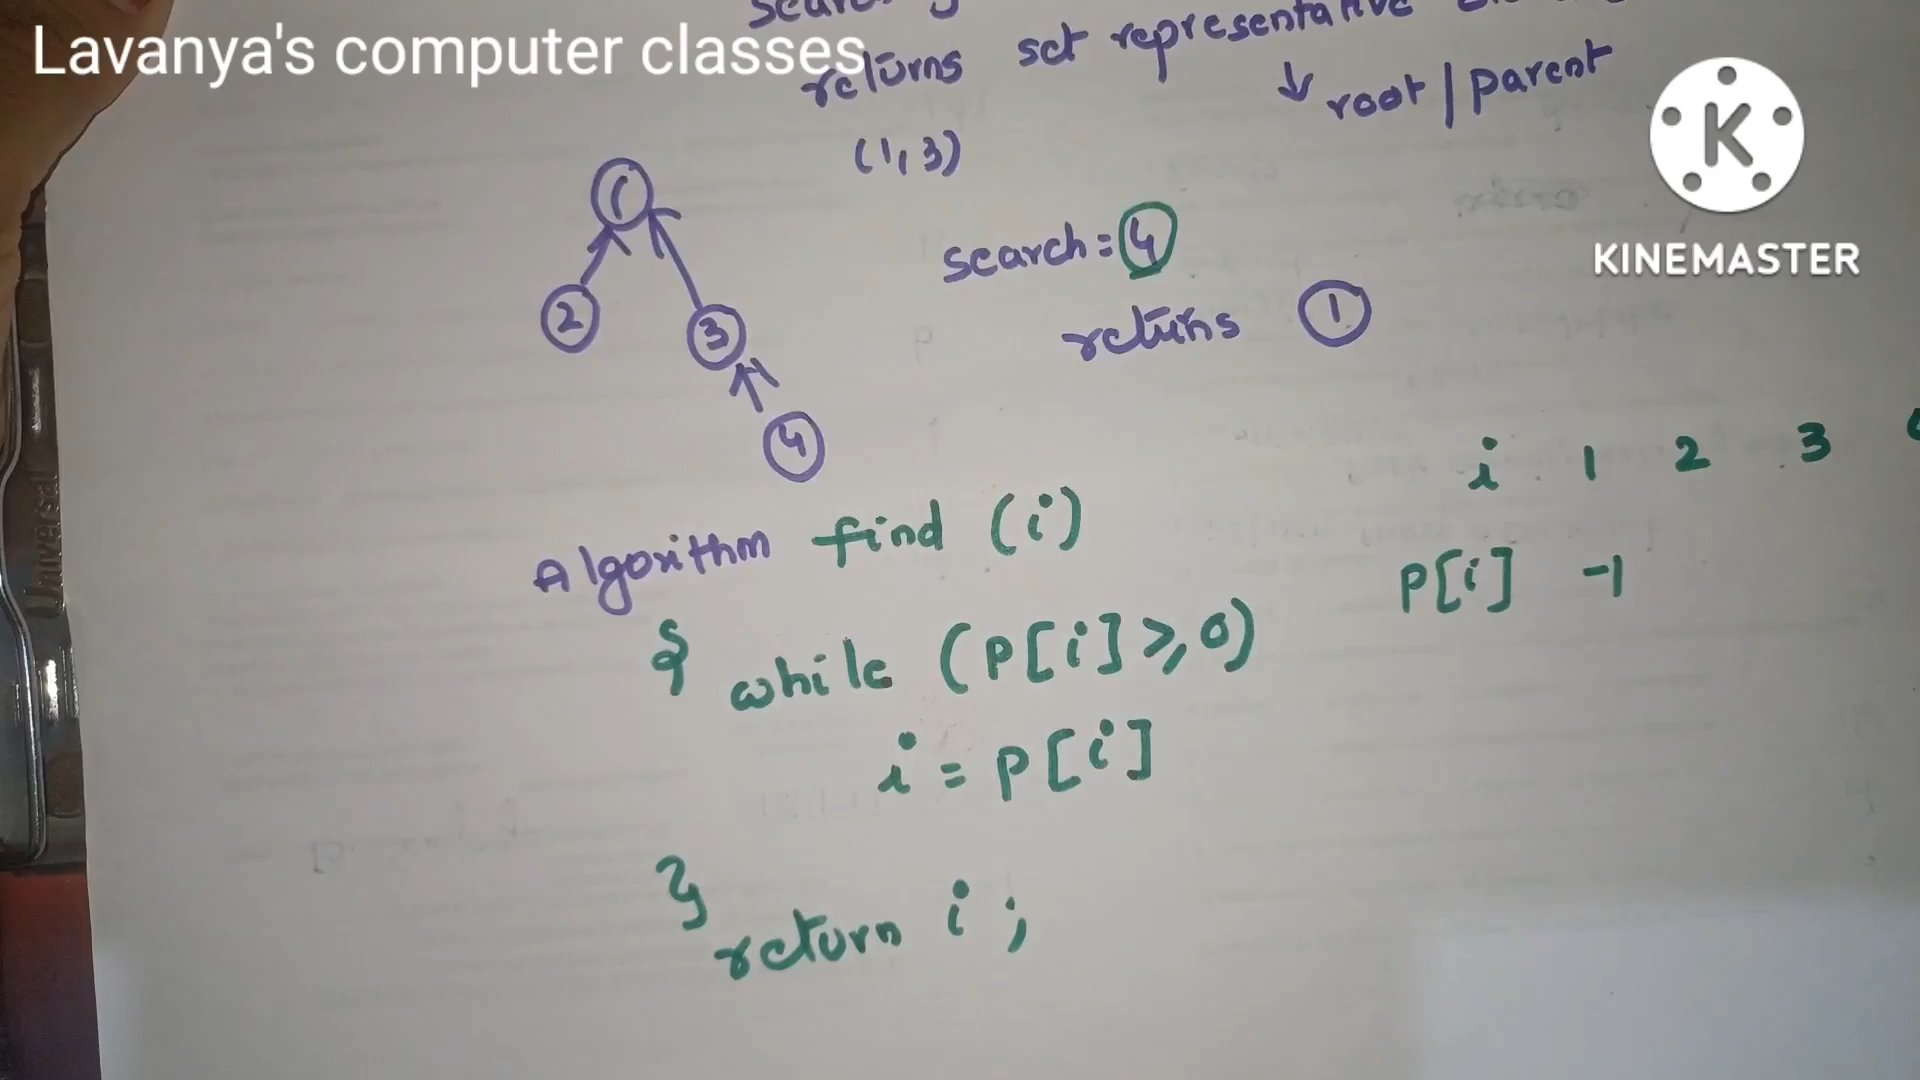 Lavanya's computer classes
returns set representative
root / parent
(1, 3)
1
search = 4
2
3
returns 1
4
i 1 2 3
Algorithm find (i)
P[i] -1
{ while (P[i] ≥ 0)
i = P[i]
}
return i ;
K
KINEMASTER
Universal